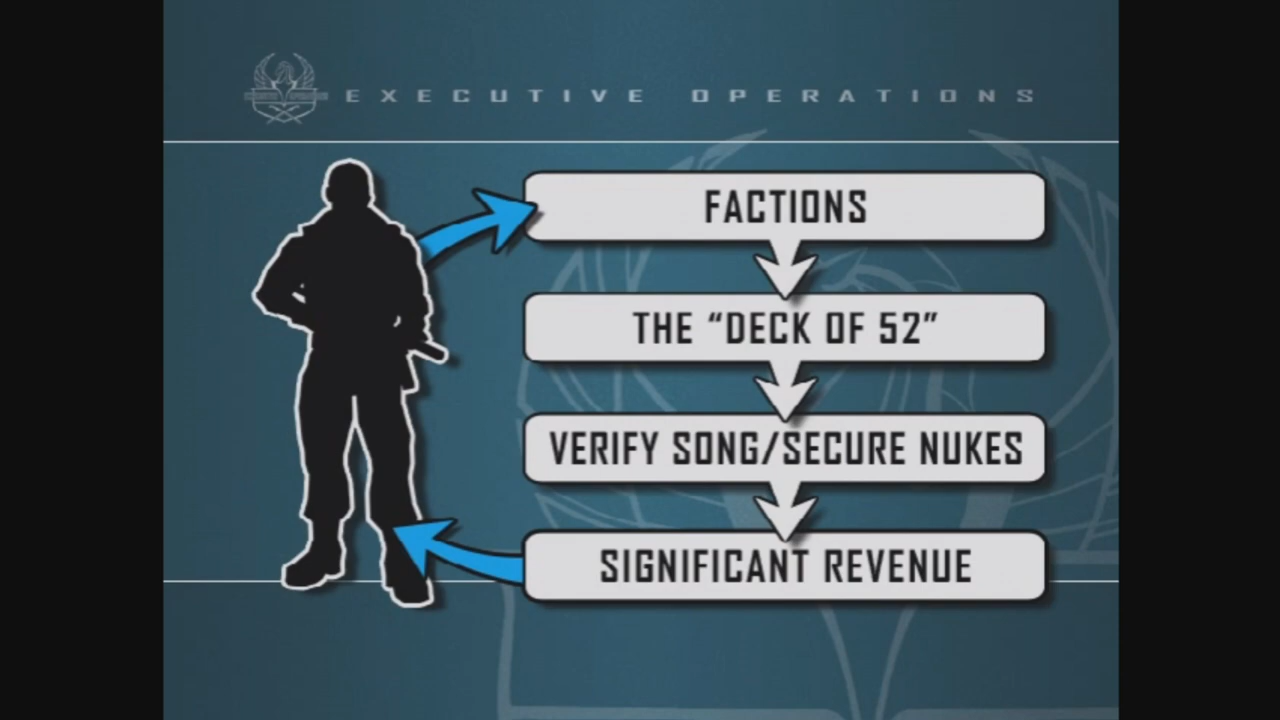 EXECUTIVE OPERATIONS
FACTIONS
THE “DECK OF 52”
VERIFY SONG/SECURE NUKES
SIGNIFICANT REVENUE